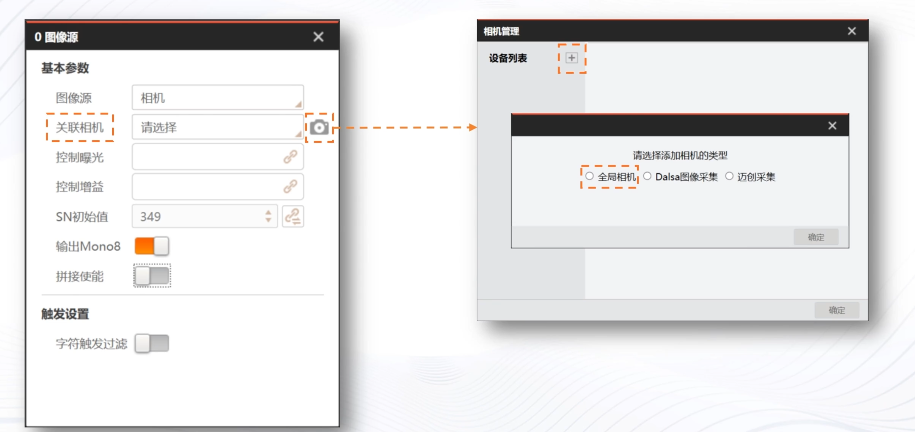 0 图像源
基本参数
图像源
相机
关联相机
请选择
控制曝光
控制增益
SN初始值
349
输出Mono8
拼接使能
触发设置
字符触发过滤
相机管理
设备列表
请选择添加相机的类型
全局相机
Dalsa图像采集
迈创采集
确定
确定